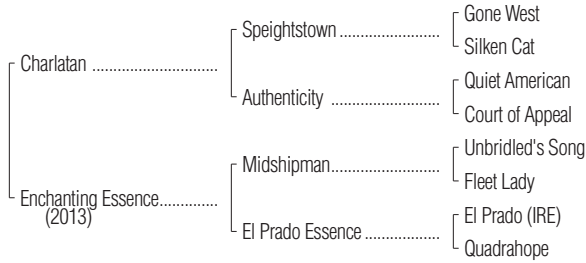 Gone West
Speightstown ..................
Silken Cat
Charlatan ......................
Quiet American
Authenticity ...................
Court of Appeal
Unbridled's Song
Midshipman...................
Fleet Lady
Enchanting Essence..........
(2013)
El Prado (IRE)
El Prado Essence .............
Quadrahope